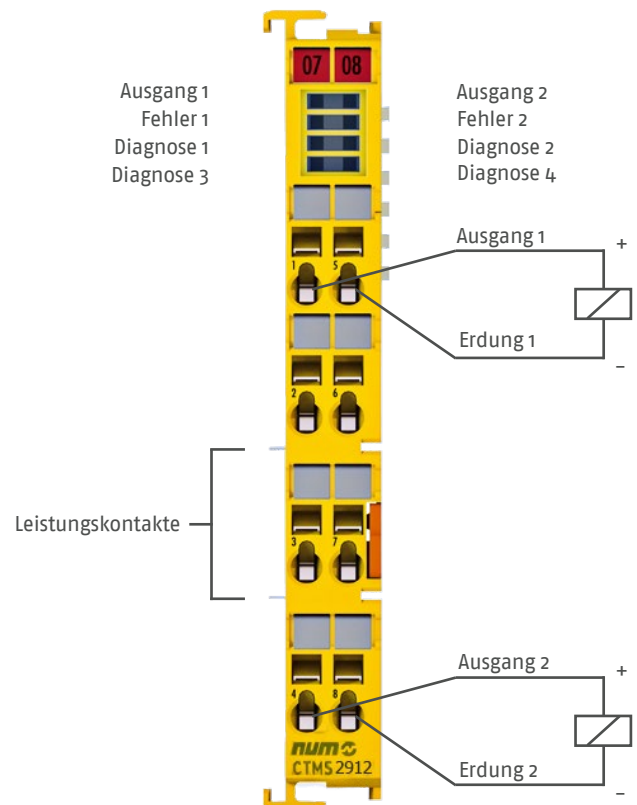 07 08
Ausgang 1
Fehler 1
Diagnose 1
Diagnose 3
Ausgang 2
Fehler 2
Diagnose 2
Diagnose 4
Ausgang 1
+
1 5
Erdung 1
–
2 6
Leistungskontakte
3 7
Ausgang 2
+
4 8
num
CTMS 2912
Erdung 2
–